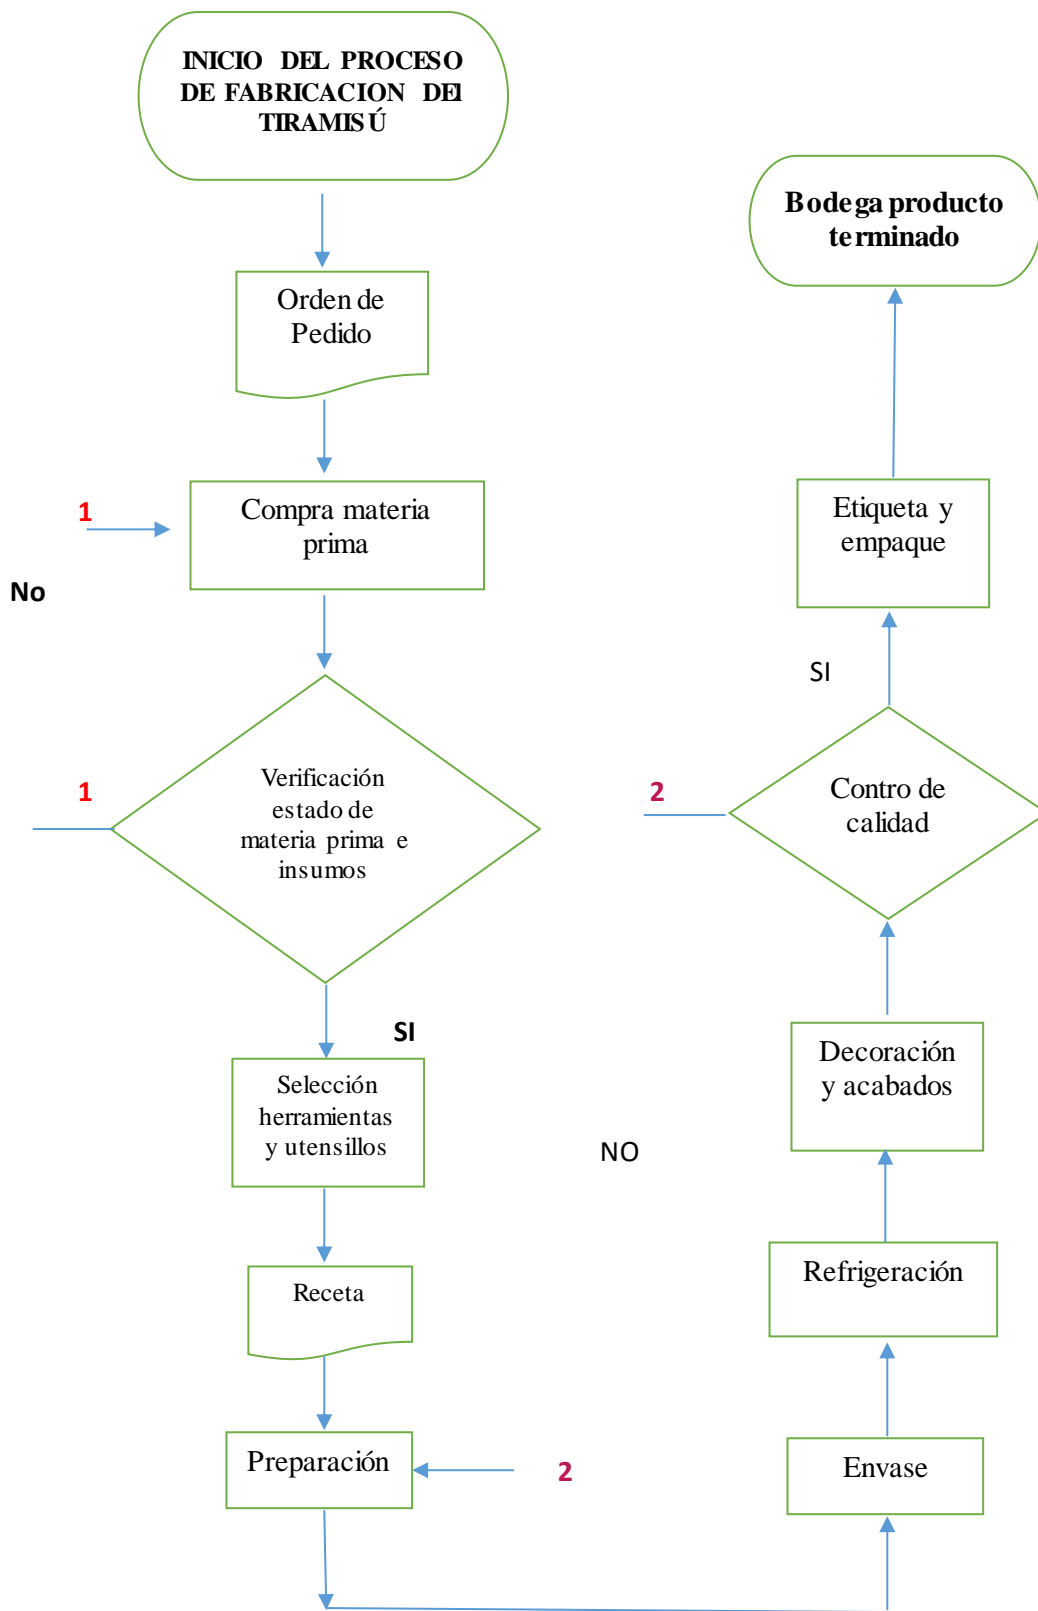 INICIO DEL PROCESO
DE FABRICACION DEl
TIRAMISÚ
Orden de
Pedido
1
Compra materia
prima
No
1
Verificación
estado de
materia prima e
insumos
SI
Selección
herramientas
y utensillos
Receta
Preparación
2
Bodega producto
terminado
Etiqueta y
empaque
SI
2
Contro de
calidad
Decoración
y acabados
NO
Refrigeración
Envase